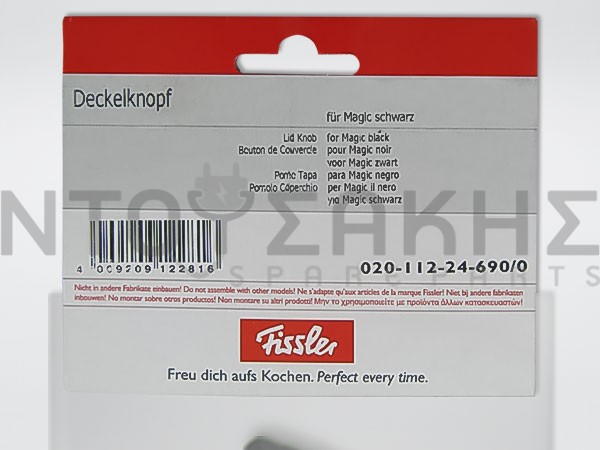 Deckelknopf
für Magic schwarz
Lid Knob for Magic black
Bouton de Couvercle pour Magic noir
voor Magic zwart
Pomo Tapa para Magic negro
Pomolo Coperchio per Magic il nero
για Magic schwarz
ΝΤΟΥΣΑΚΗΣ
SPARE PARTS
4 009209 122816
020-112-24-690/0
Nicht in andere Fabrikate einbauen! Do not assemble with other models! Ne s'adapte qu'aux articles de la marque Fissler! Niet bij andere fabrikaten
inbouwen! No montar sobre otros productos! Non montare su altri prodotti! Μην το χρησιμοποιείτε με προϊόντα άλλων κατασκευαστών!
Fissler
Freu dich aufs Kochen. Perfect every time.